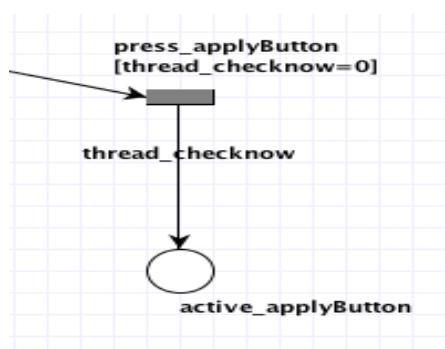 press_applyButton
[thread_checknow=0]
thread_checknow
active_applyButton